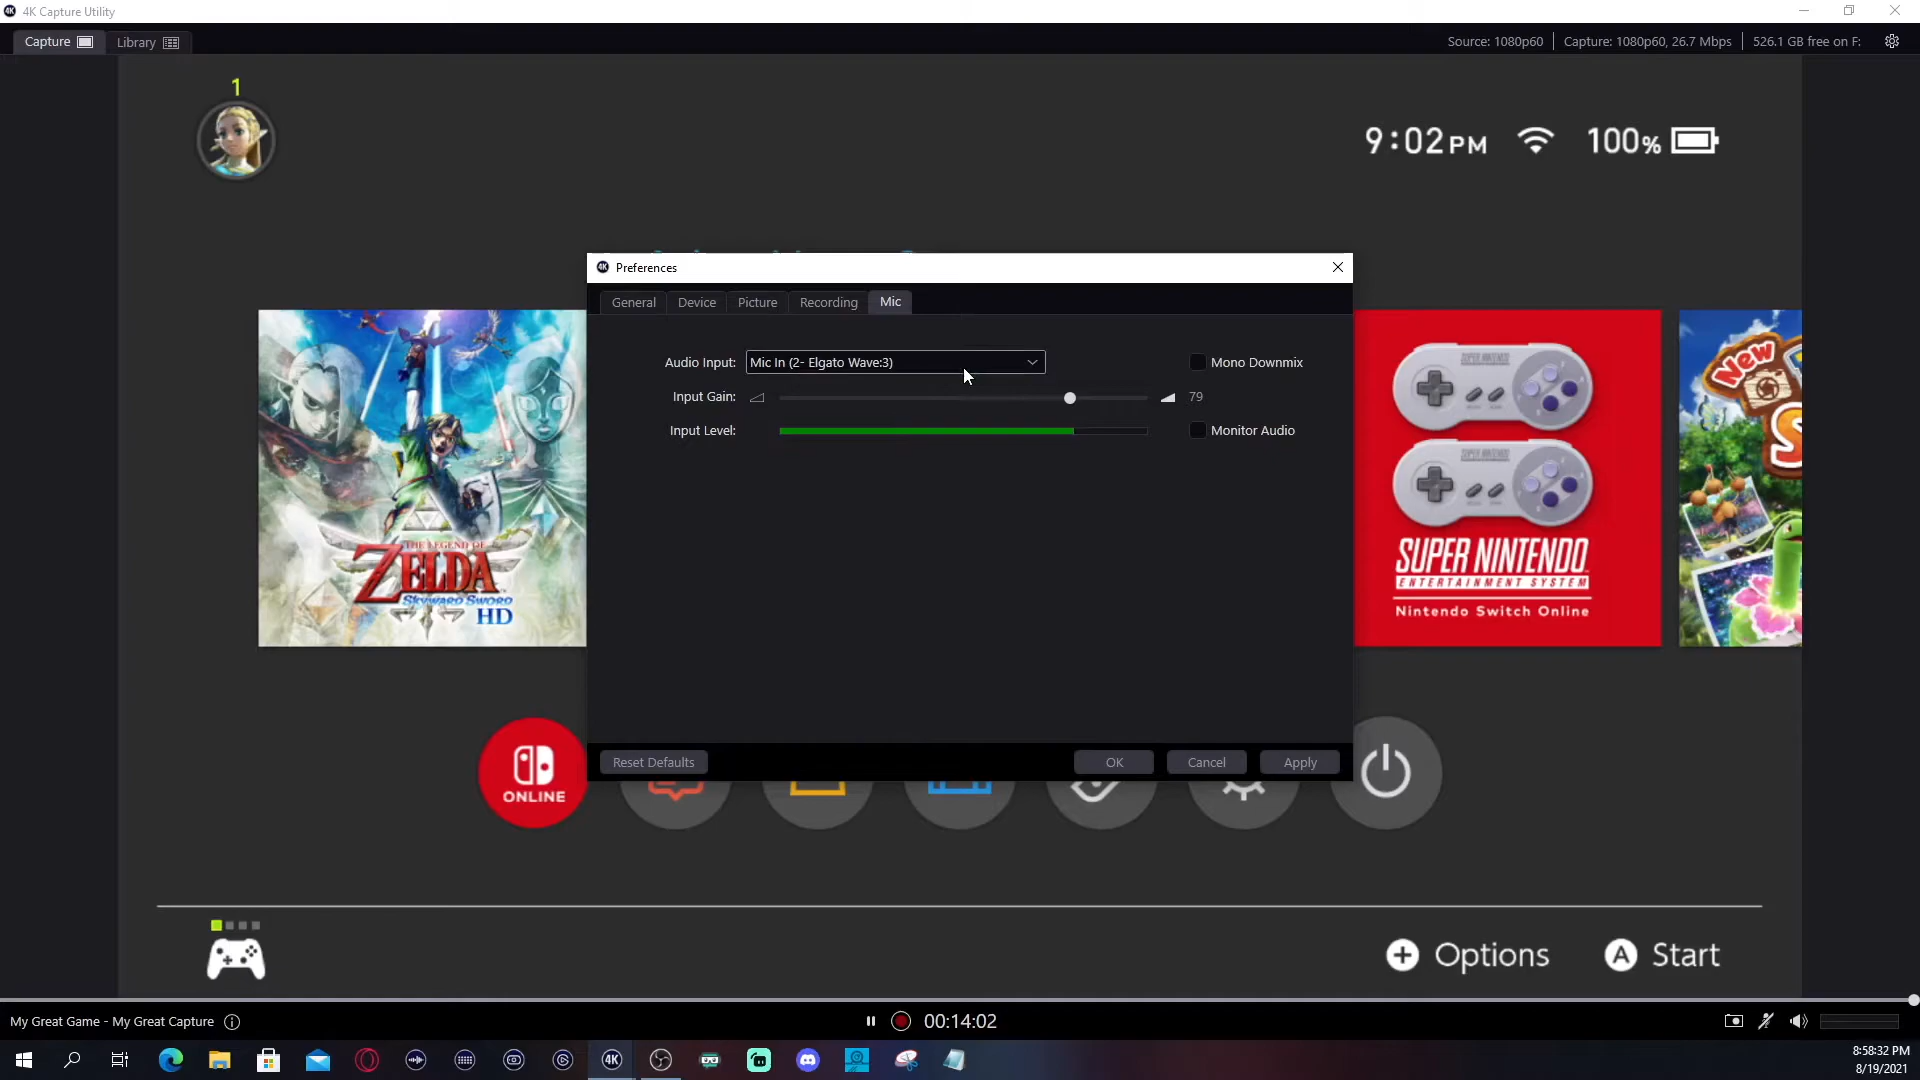 4K Capture Utility
Capture Library Source: 1080p60 Capture: 1080p60, 26.7 Mbps 526.1 GB free on F:
1
9:02 PM 100%
Preferences
General Device Picture Recording Mic
Audio Input: Mic In (2- Elgato Wave:3) Mono Downmix
Input Gain: 79
Input Level: Monitor Audio
THE LEGEND OF
ZELDA
SKYWARD SWORD
HD
SUPER NINTENDO
ENTERTAINMENT SYSTEM
Nintendo Switch Online
New
Reset Defaults OK Cancel Apply
ONLINE
+ Options A Start
My Great Game - My Great Capture 00:14:02
4K
8:58:32 PM
8/19/2021